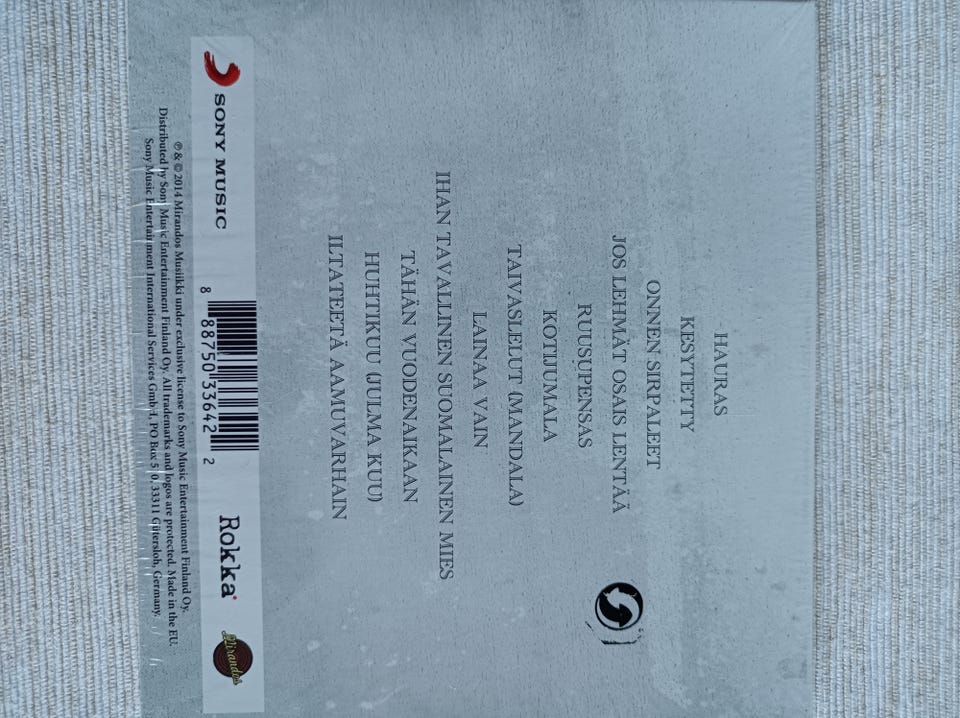 HAURAS
KESYTETTY
ONNEN SIRPALEET
JOS LEHMÄT OSAIS LENTÄÄ
RUUSUPENSAS
KOTIJUMALA
TAIVASLELUT (MANDALA)
LAINAA VAIN
IHAN TAVALLINEN SUOMALAINEN MIES
TÄHÄN VUODENAIKAAN
HUHTIKUU (JULMA KUU)
ILTATEETÄ AAMUVARHAIN
SONY MUSIC
8 88750 33642 2
Rokka
Mirandos
℗ & © 2014 Mirandos Musiikki under exclusive license to Sony Music Entertainment Finland Oy.
Distributed by Sony Music Entertainment Finland Oy. All trademarks and logos are protected. Made in the EU.
Sony Music Entertainment International Services GmbH, PO Box 510, 33311 Gütersloh, Germany.